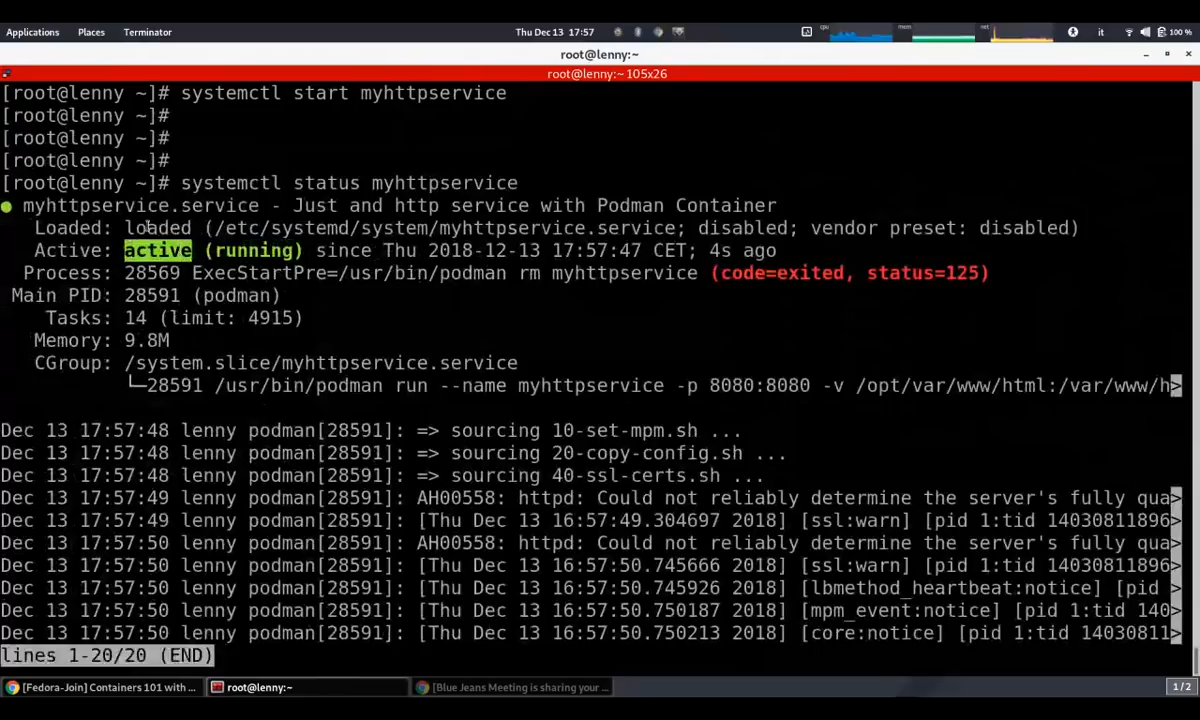 Applications Places Terminator Thu Dec 13 17:57 cpu mem net it 100 %
root@lenny:~
root@lenny:~ 105x26
[root@lenny ~]# systemctl start myhttpservice
[root@lenny ~]#
[root@lenny ~]#
[root@lenny ~]#
[root@lenny ~]# systemctl status myhttpservice
● myhttpservice.service - Just and http service with Podman Container
Loaded: loaded (/etc/systemd/system/myhttpservice.service; disabled; vendor preset: disabled)
Active: active (running) since Thu 2018-12-13 17:57:47 CET; 4s ago
Process: 28569 ExecStartPre=/usr/bin/podman rm myhttpservice (code=exited, status=125)
Main PID: 28591 (podman)
Tasks: 14 (limit: 4915)
Memory: 9.8M
CGroup: /system.slice/myhttpservice.service
└─28591 /usr/bin/podman run --name myhttpservice -p 8080:8080 -v /opt/var/www/html:/var/www/h>
Dec 13 17:57:48 lenny podman[28591]: => sourcing 10-set-mpm.sh ...
Dec 13 17:57:48 lenny podman[28591]: => sourcing 20-copy-config.sh ...
Dec 13 17:57:48 lenny podman[28591]: => sourcing 40-ssl-certs.sh ...
Dec 13 17:57:49 lenny podman[28591]: AH00558: httpd: Could not reliably determine the server's fully qua>
Dec 13 17:57:49 lenny podman[28591]: [Thu Dec 13 16:57:49.304697 2018] [ssl:warn] [pid 1:tid 14030811896>
Dec 13 17:57:50 lenny podman[28591]: AH00558: httpd: Could not reliably determine the server's fully qua>
Dec 13 17:57:50 lenny podman[28591]: [Thu Dec 13 16:57:50.745666 2018] [ssl:warn] [pid 1:tid 14030811896>
Dec 13 17:57:50 lenny podman[28591]: [Thu Dec 13 16:57:50.745926 2018] [lbmethod_heartbeat:notice] [pid >
Dec 13 17:57:50 lenny podman[28591]: [Thu Dec 13 16:57:50.750187 2018] [mpm_event:notice] [pid 1:tid 140>
Dec 13 17:57:50 lenny podman[28591]: [Thu Dec 13 16:57:50.750213 2018] [core:notice] [pid 1:tid 14030811>
lines 1-20/20 (END)
[Fedora-Join] Containers 101 with ... root@lenny:~ [Blue Jeans Meeting is sharing your ... 1/2